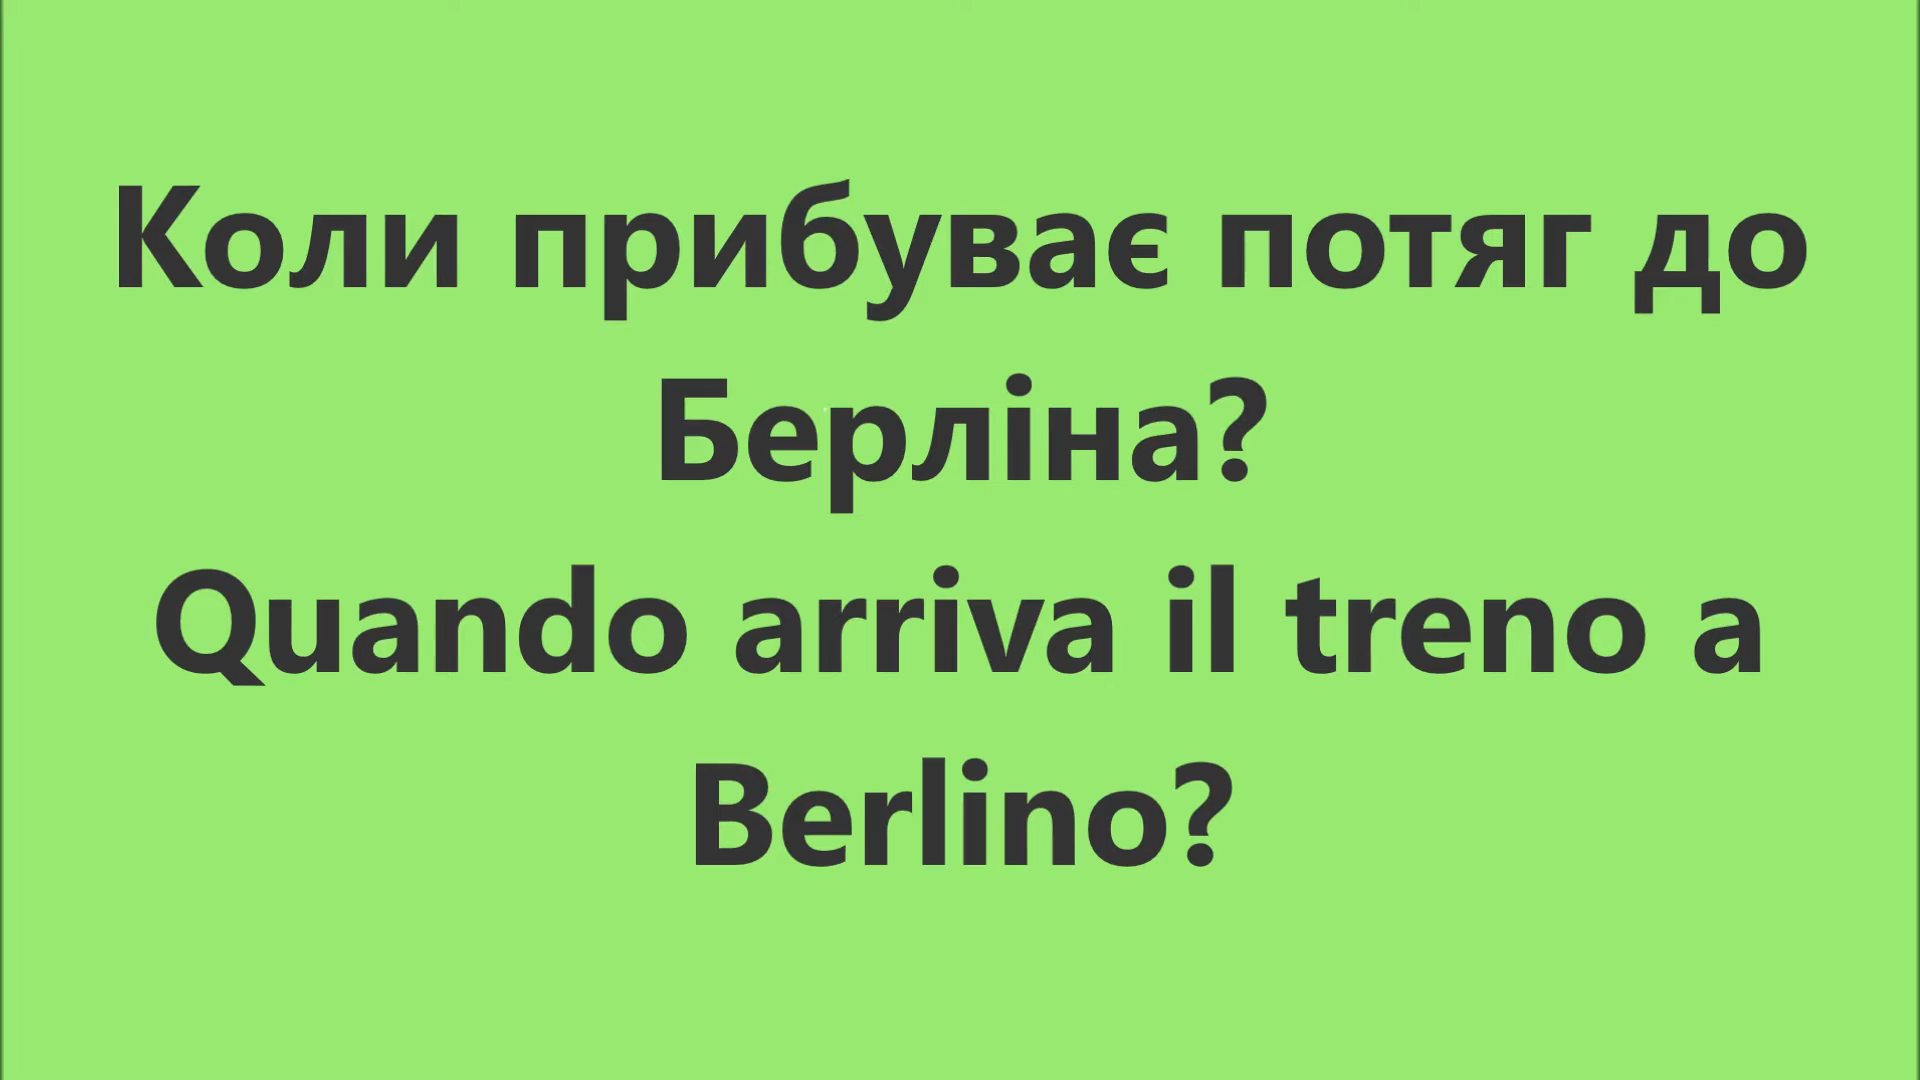 Коли прибуває потяг до
Берліна?
Quando arriva il treno a
Berlino?